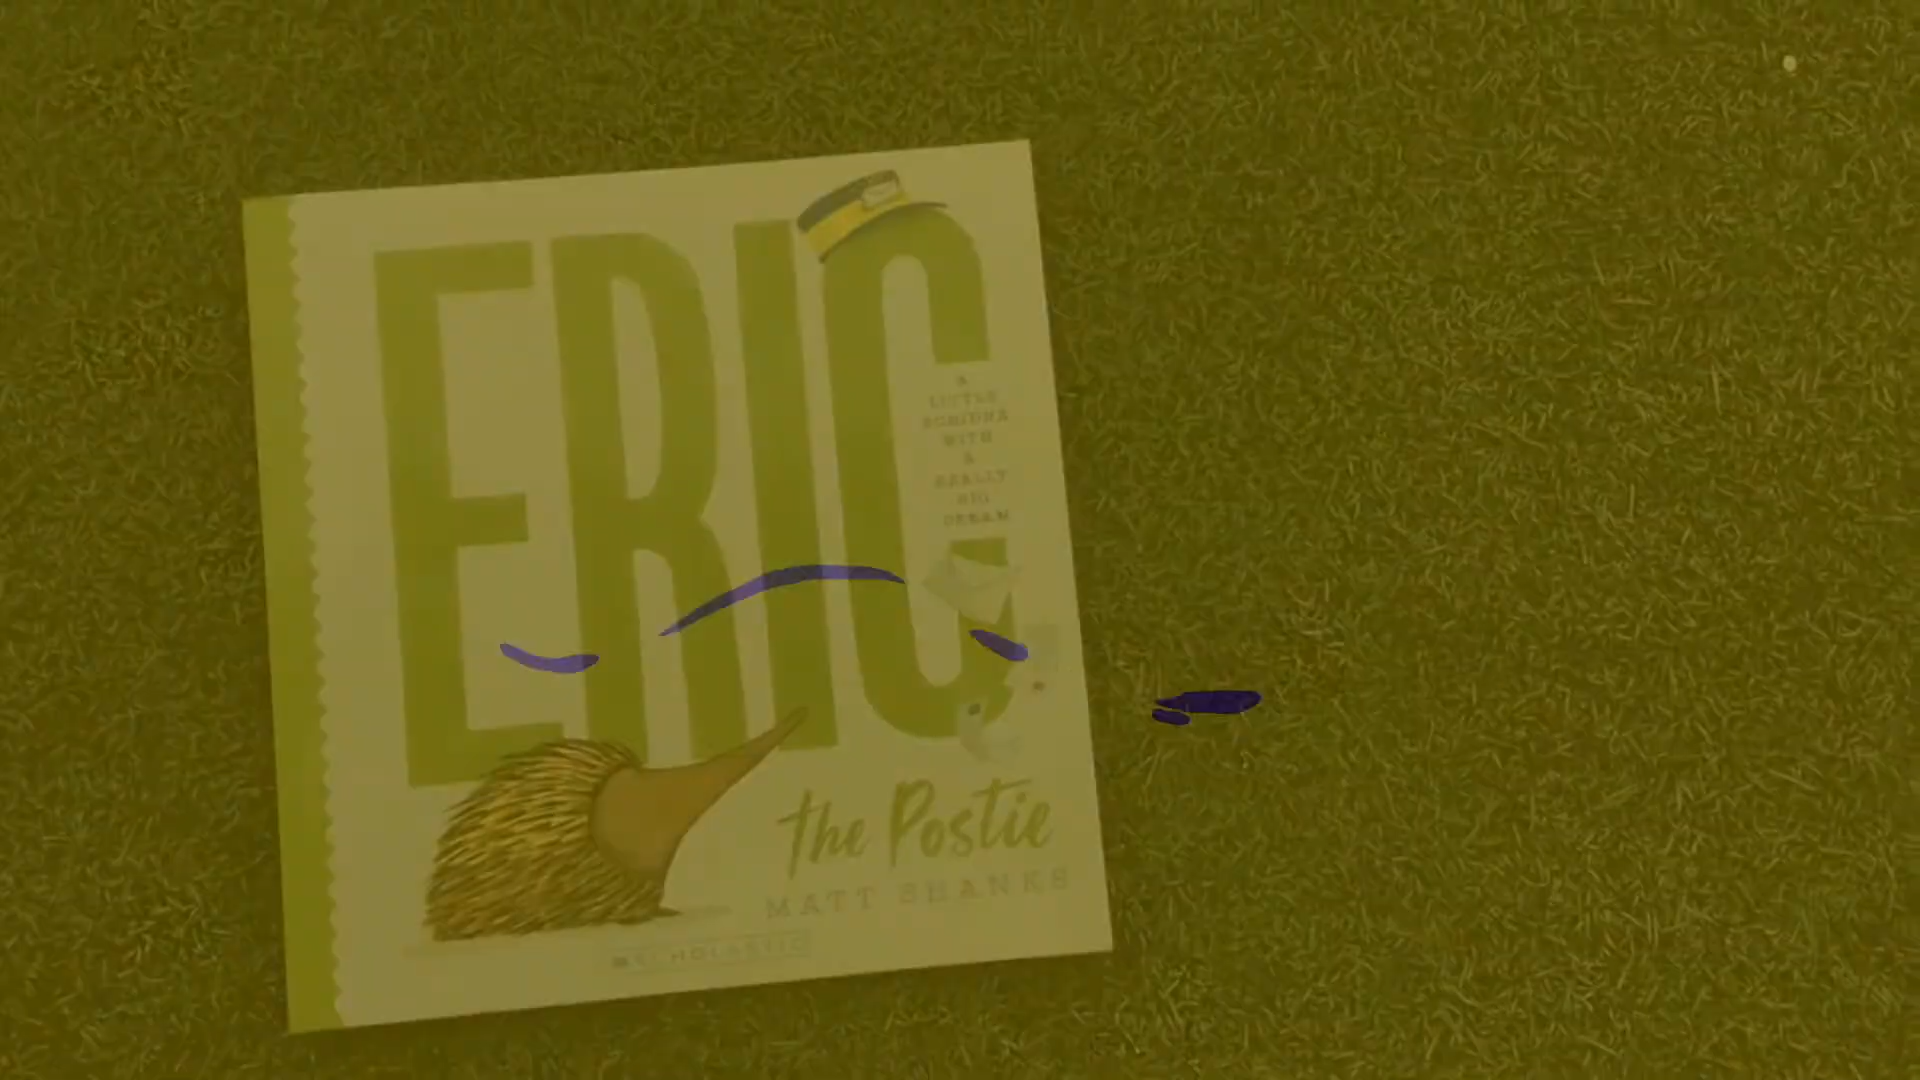 ERIC
A
LITTLE
ECHIDNA
WITH
A
REALLY
BIG
DREAM
the Postie
MATT SHANKS
SCHOLASTIC